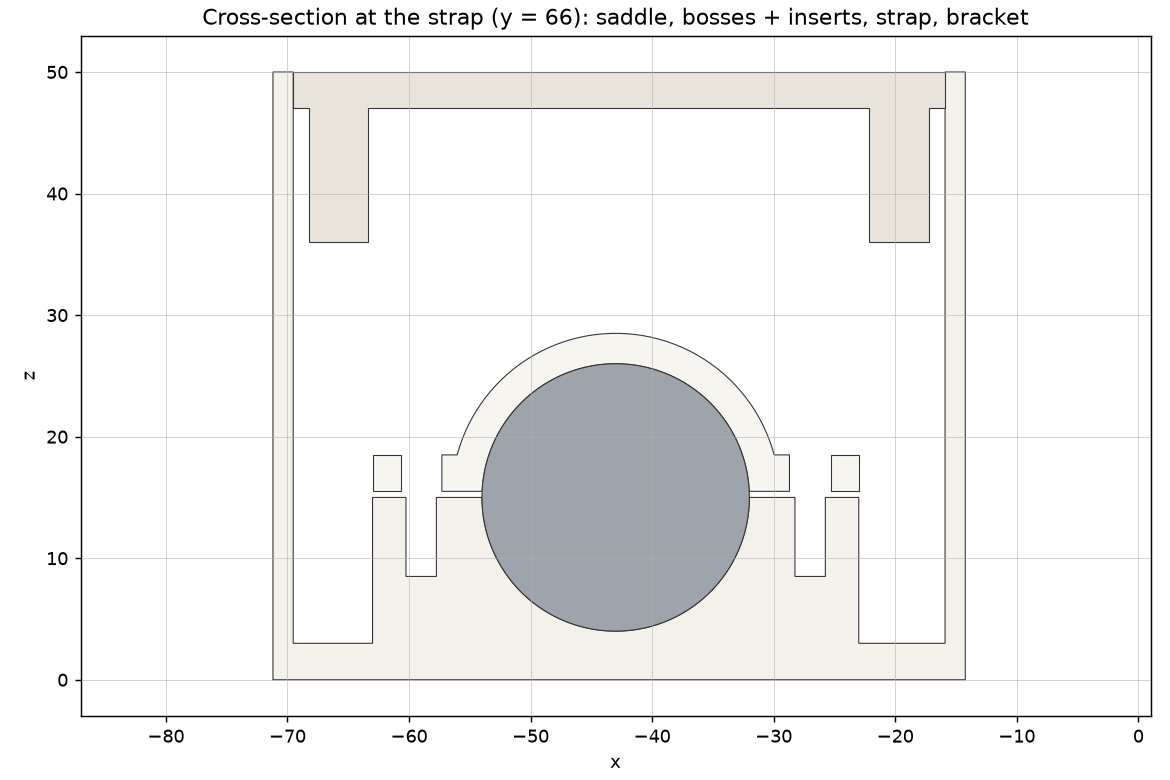 Cross-section at the strap (y = 66): saddle, bosses + inserts, strap, bracket
50
40
30
20
10
0
z
−80 −70 −60 −50 −40 −30 −20 −10 0
x